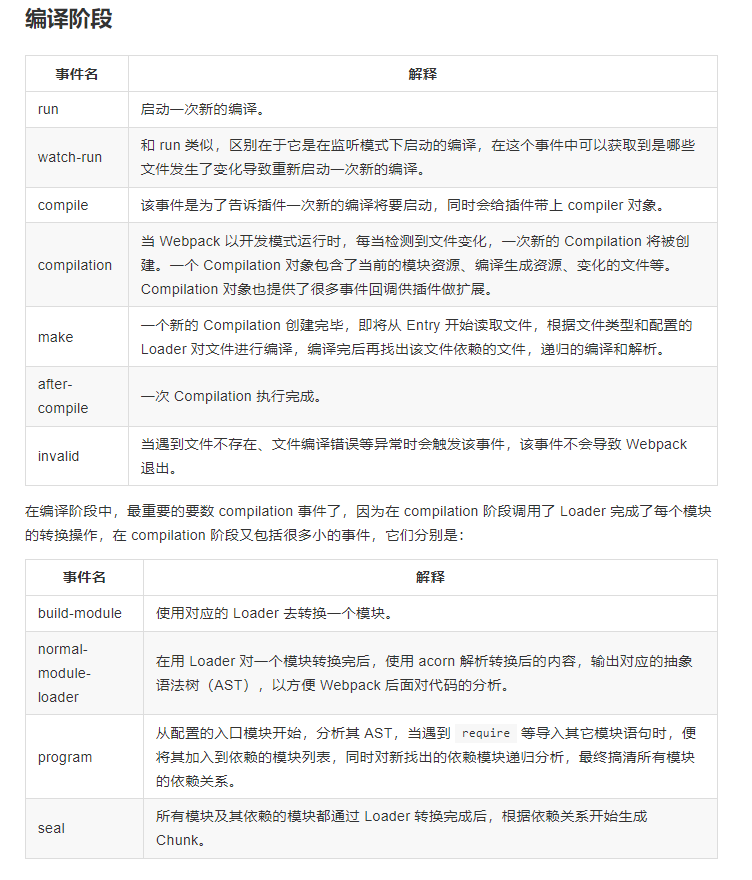 编译阶段
事件名 解释
run 启动一次新的编译。
和 run 类似，区别在于它是在监听模式下启动的编译，在这个事件中可以获取到是哪些
watch-run
文件发生了变化导致重新启动一次新的编译。
compile 该事件是为了告诉插件一次新的编译将要启动，同时会给插件带上 compiler 对象。
当 Webpack 以开发模式运行时，每当检测到文件变化，一次新的 Compilation 将被创
compilation 建。一个 Compilation 对象包含了当前的模块资源、编译生成资源、变化的文件等。
Compilation 对象也提供了很多事件回调供插件做扩展。
一个新的 Compilation 创建完毕，即将从 Entry 开始读取文件，根据文件类型和配置的
make
Loader 对文件进行编译，编译完后再找出该文件依赖的文件，递归的编译和解析。
after-
compile
一次 Compilation 执行完成。
当遇到文件不存在、文件编译错误等异常时会触发该事件，该事件不会导致 Webpack
invalid
退出。
在编译阶段中，最重要的要数 compilation 事件了，因为在 compilation 阶段调用了 Loader 完成了每个模块
的转换操作，在 compilation 阶段又包括很多小的事件，它们分别是：
事件名 解释
build-module 使用对应的 Loader 去转换一个模块。
normal-
module-
loader
在用 Loader 对一个模块转换完后，使用 acorn 解析转换后的内容，输出对应的抽象
语法树（AST），以方便 Webpack 后面对代码的分析。
从配置的入口模块开始，分析其 AST，当遇到 require 等导入其它模块语句时，便
program 将其加入到依赖的模块列表，同时对新找出的依赖模块递归分析，最终搞清所有模块
的依赖关系。
所有模块及其依赖的模块都通过 Loader 转换完成后，根据依赖关系开始生成
seal
Chunk。